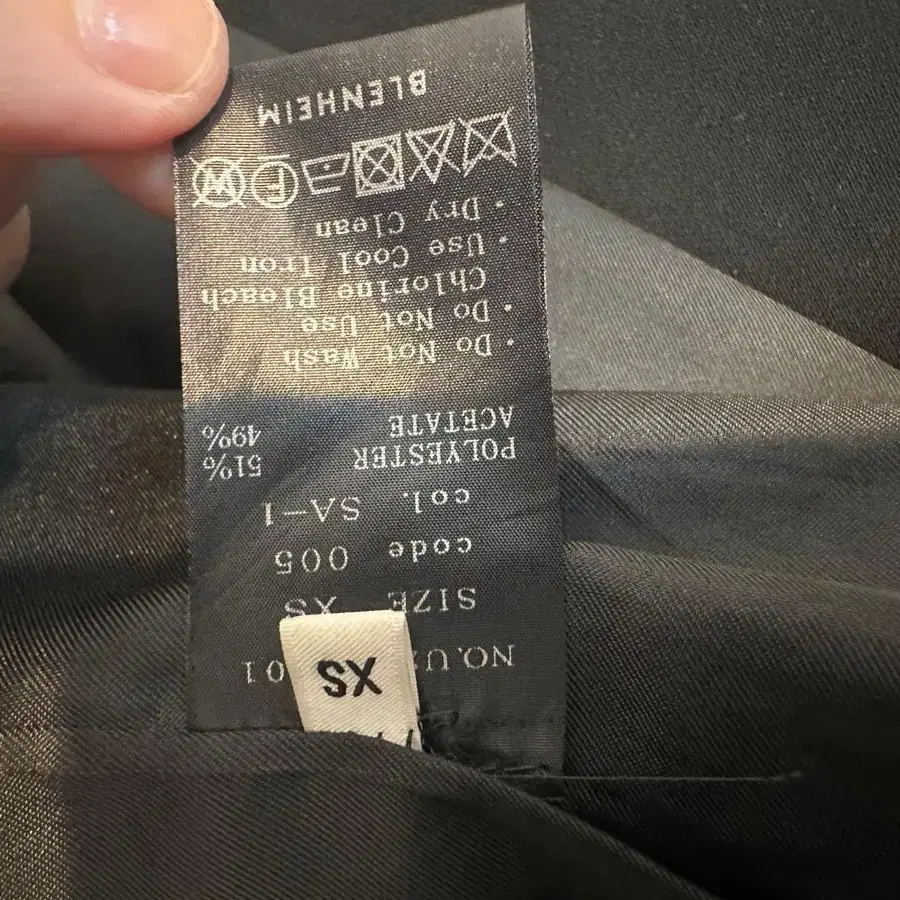 SIZE XS
code 005
col. SA-1
POLYESTER 51%
ACETATE 49%
· Do Not Wash
· Do Not Use
Chlorine Bleach
· Use Cool Iron
· Dry Clean
F W
BLENHEIM
XS